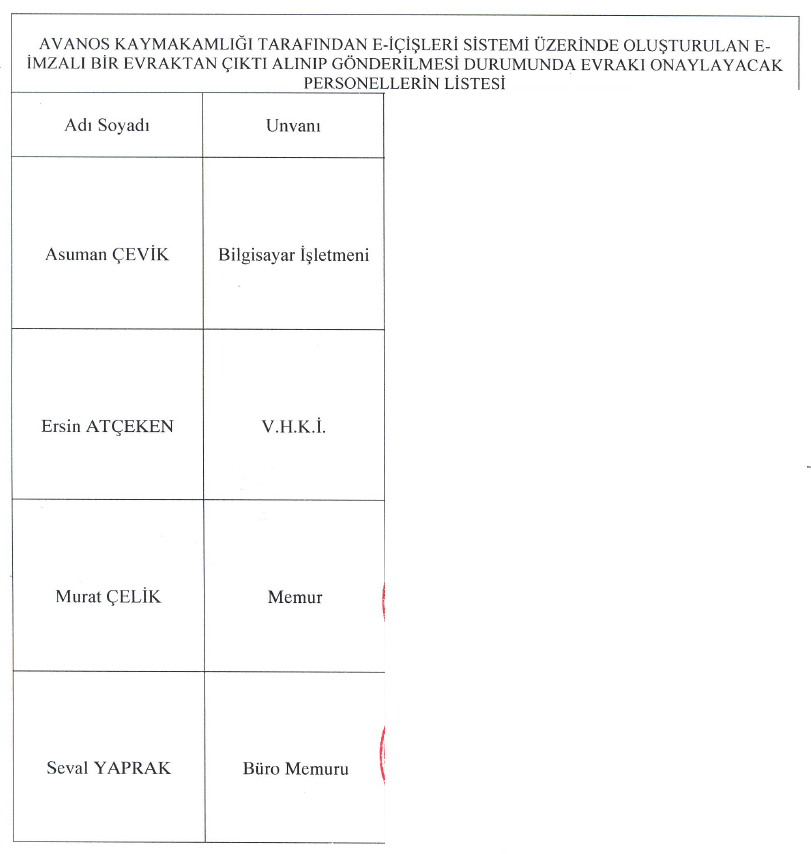 AVANOS KAYMAKAMLIĞI TARAFINDAN E-İÇİŞLERİ SİSTEMİ ÜZERİNDE OLUŞTURULAN E-
İMZALI BİR EVRAKTAN ÇIKTI ALINIP GÖNDERİLMESİ DURUMUNDA EVRAKI ONAYLAYACAK
PERSONELLERİN LİSTESİ
Adı Soyadı Unvanı
Asuman ÇEVİK Bilgisayar İşletmeni
Ersin ATÇEKEN V.H.K.İ.
Murat ÇELİK Memur
Seval YAPRAK Büro Memuru